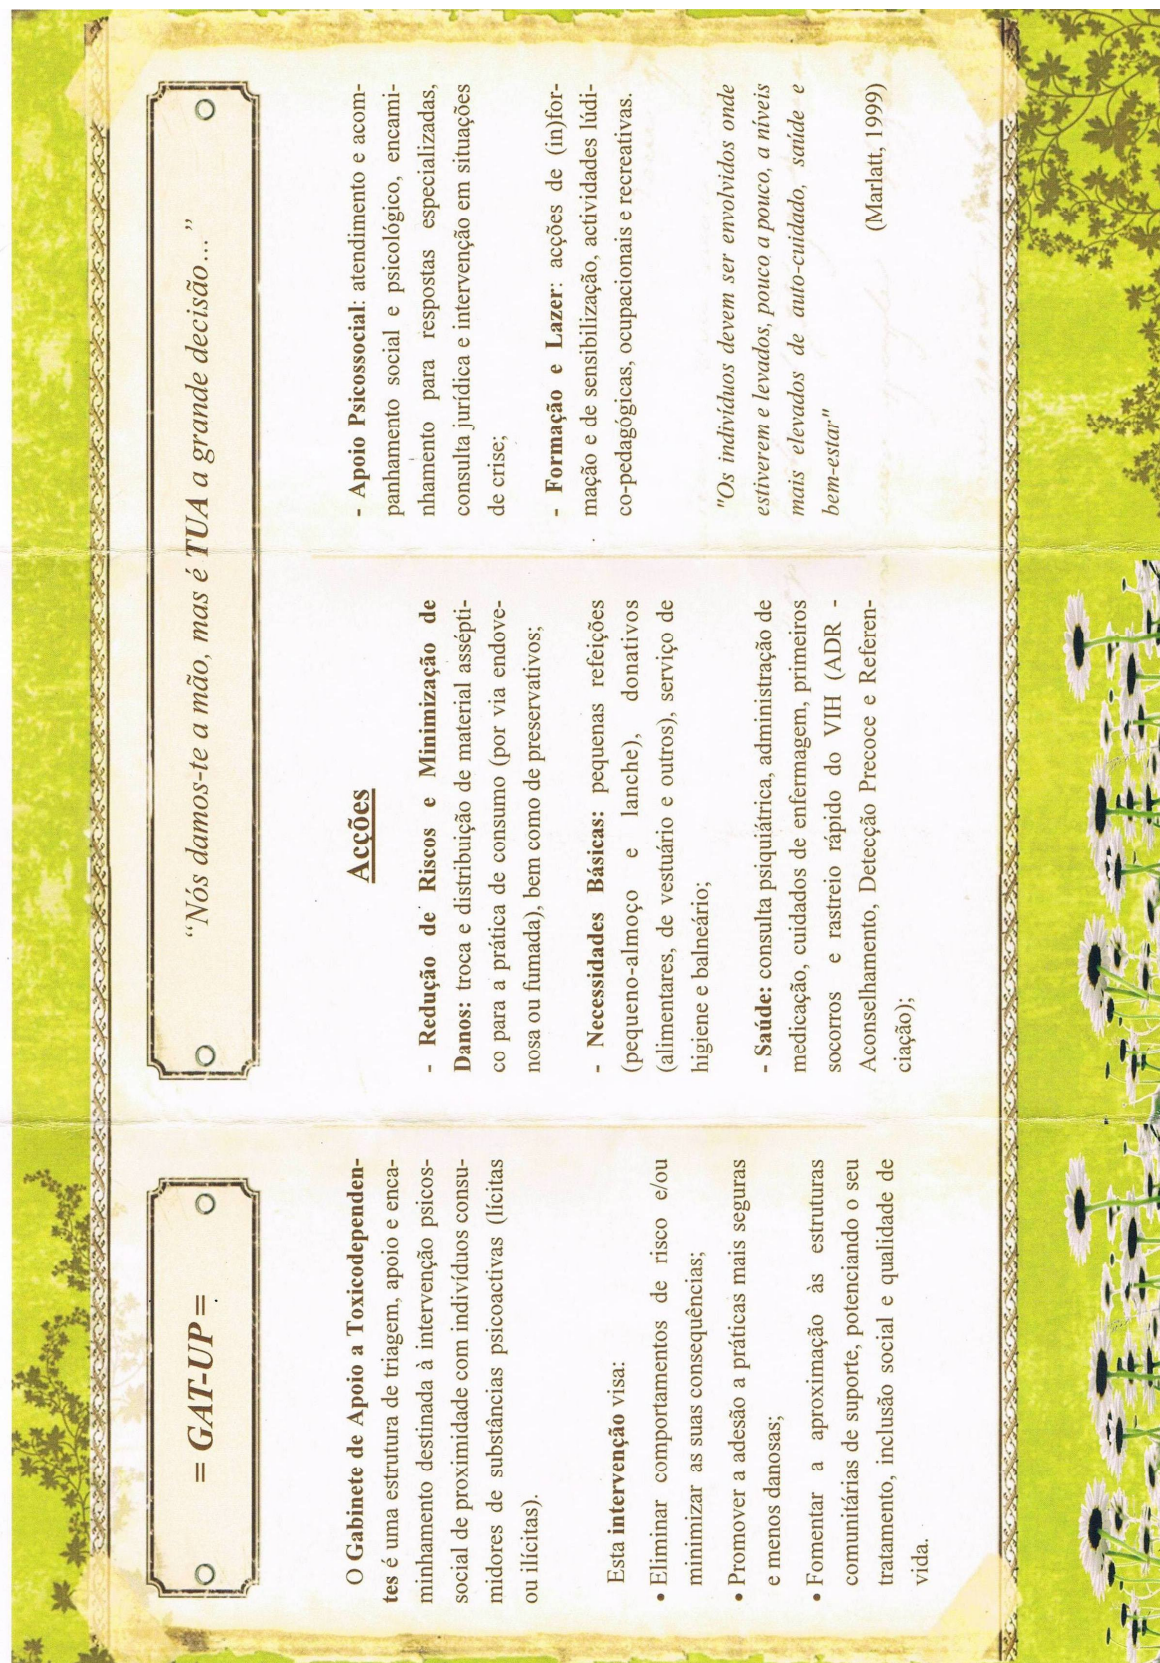 = GAT-UP =
O Gabinete de Apoio a Toxicodependen-
tes é uma estrutura de triagem, apoio e enca-
minhamento destinada à intervenção psicos-
social de proximidade com indivíduos consu-
midores de substâncias psicoactivas (lícitas
ou ilícitas).
Esta intervenção visa:
• Eliminar comportamentos de risco e/ou
minimizar as suas consequências;
• Promover a adesão a práticas mais seguras
e menos danosas;
• Fomentar a aproximação às estruturas
comunitárias de suporte, potenciando o seu
tratamento, inclusão social e qualidade de
vida.
“Nós damos-te a mão, mas é TUA a grande decisão...”
Acções
- Redução de Riscos e Minimização de
Danos: troca e distribuição de material assépti-
co para a prática de consumo (por via endove-
nosa ou fumada), bem como de preservativos;
- Necessidades Básicas: pequenas refeições
(pequeno-almoço e lanche), donativos
(alimentares, de vestuário e outros), serviço de
higiene e balneário;
- Saúde: consulta psiquiátrica, administração de
medicação, cuidados de enfermagem, primeiros
socorros e rastreio rápido do VIH (ADR -
Aconselhamento, Detecção Precoce e Referen-
ciação);
- Apoio Psicossocial: atendimento e acom-
panhamento social e psicológico, encami-
nhamento para respostas especializadas,
consulta jurídica e intervenção em situações
de crise;
- Formação e Lazer: acções de (in)for-
mação e de sensibilização, actividades lúdi-
co-pedagógicas, ocupacionais e recreativas.
"Os indivíduos devem ser envolvidos onde
estiverem e levados, pouco a pouco, a níveis
mais elevados de auto-cuidado, saúde e
bem-estar"
(Marlatt, 1999)